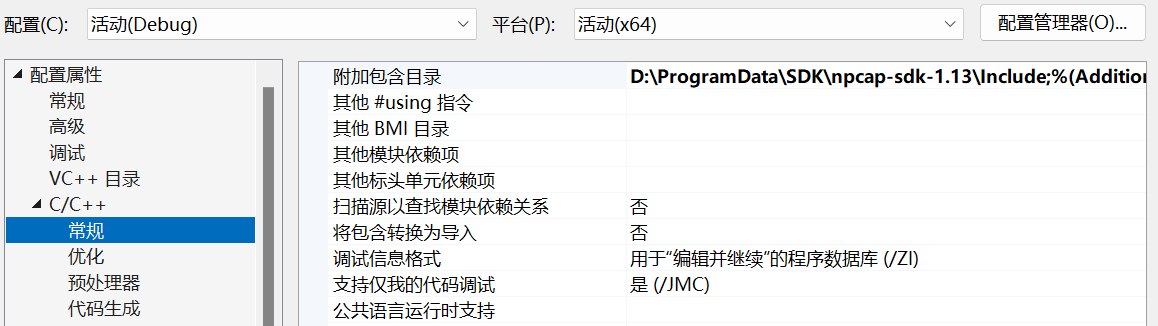 配置(C): 活动(Debug) 平台(P): 活动(x64) 配置管理器(O)...
配置属性
常规
高级
调试
VC++ 目录
C/C++
常规
优化
预处理器
代码生成
附加包含目录 D:\ProgramData\SDK\npcap-sdk-1.13\Include;%(Addition
其他 #using 指令
其他 BMI 目录
其他模块依赖项
其他标头单元依赖项
扫描源以查找模块依赖关系 否
将包含转换为导入 否
调试信息格式 用于“编辑并继续”的程序数据库 (/ZI)
支持仅我的代码调试 是 (/JMC)
公共语言运行时支持